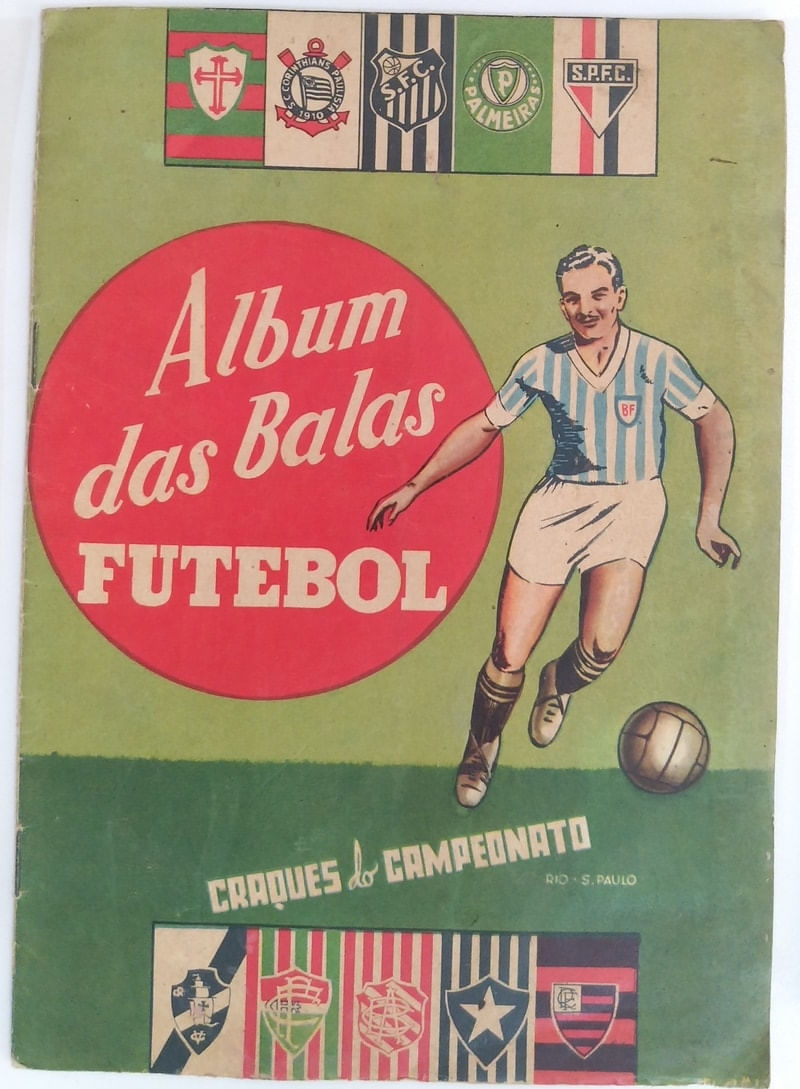 S.C. CORINTHIANS PAULISTA
1910
S.F.C.
P
PALMEIRAS
S.P.F.C.
Album
das Balas
FUTEBOL
BF
CRAQUES do CAMPEONATO
RIO - S. PAULO